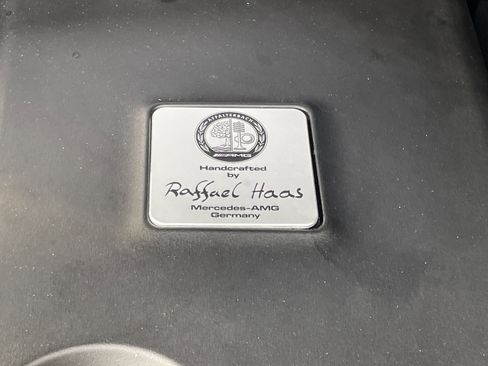 AFFALTERBACH
AMG
Handcrafted
by
Raffael Haas
Mercedes-AMG
Germany